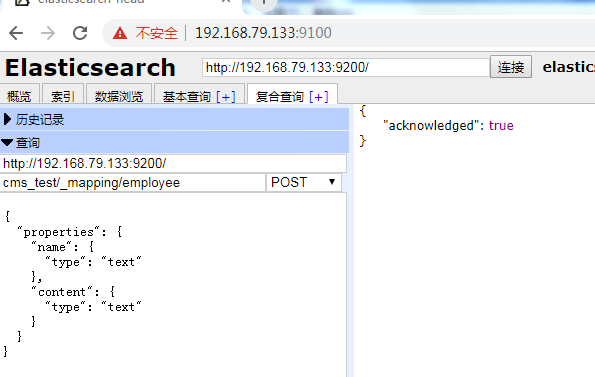 elasticsearch-head
不安全 192.168.79.133:9100
Elasticsearch http://192.168.79.133:9200/ 连接 elastic
概览 索引 数据浏览 基本查询 [+] 复合查询 [+]
历史记录
查询
http://192.168.79.133:9200/
cms_test/_mapping/employee POST
{
"properties": {
"name": {
"type": "text"
},
"content": {
"type": "text"
}
}
}
{
"acknowledged": true
}